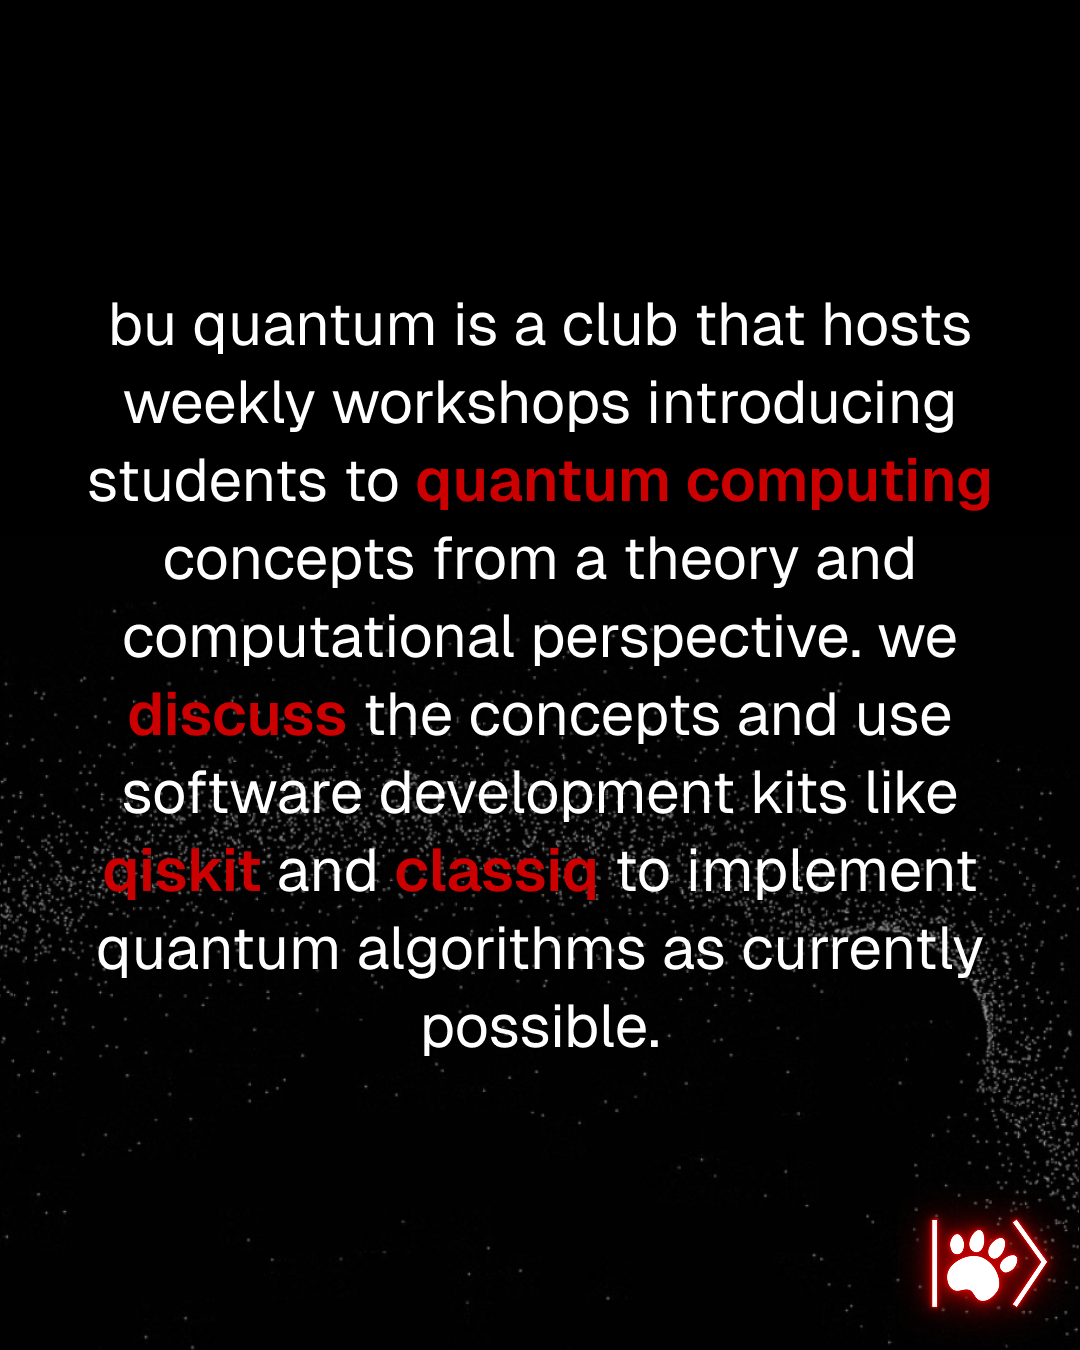 bu quantum is a club that hosts
weekly workshops introducing
students to quantum computing
concepts from a theory and
computational perspective. we
discuss the concepts and use
software development kits like
qiskit and classiq to implement
quantum algorithms as currently
possible.